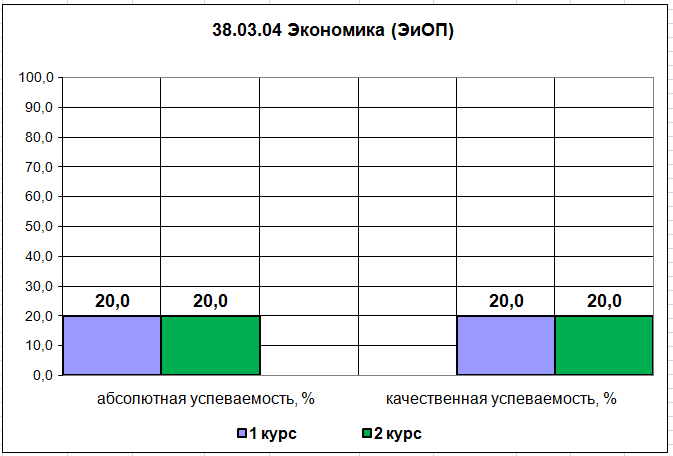 38.03.04 Экономика (ЭиОП)
100,0
90,0
80,0
70,0
60,0
50,0
40,0
30,0
20,0
10,0
0,0
20,0 20,0 20,0 20,0
абсолютная успеваемость, % качественная успеваемость, %
1 курс 2 курс